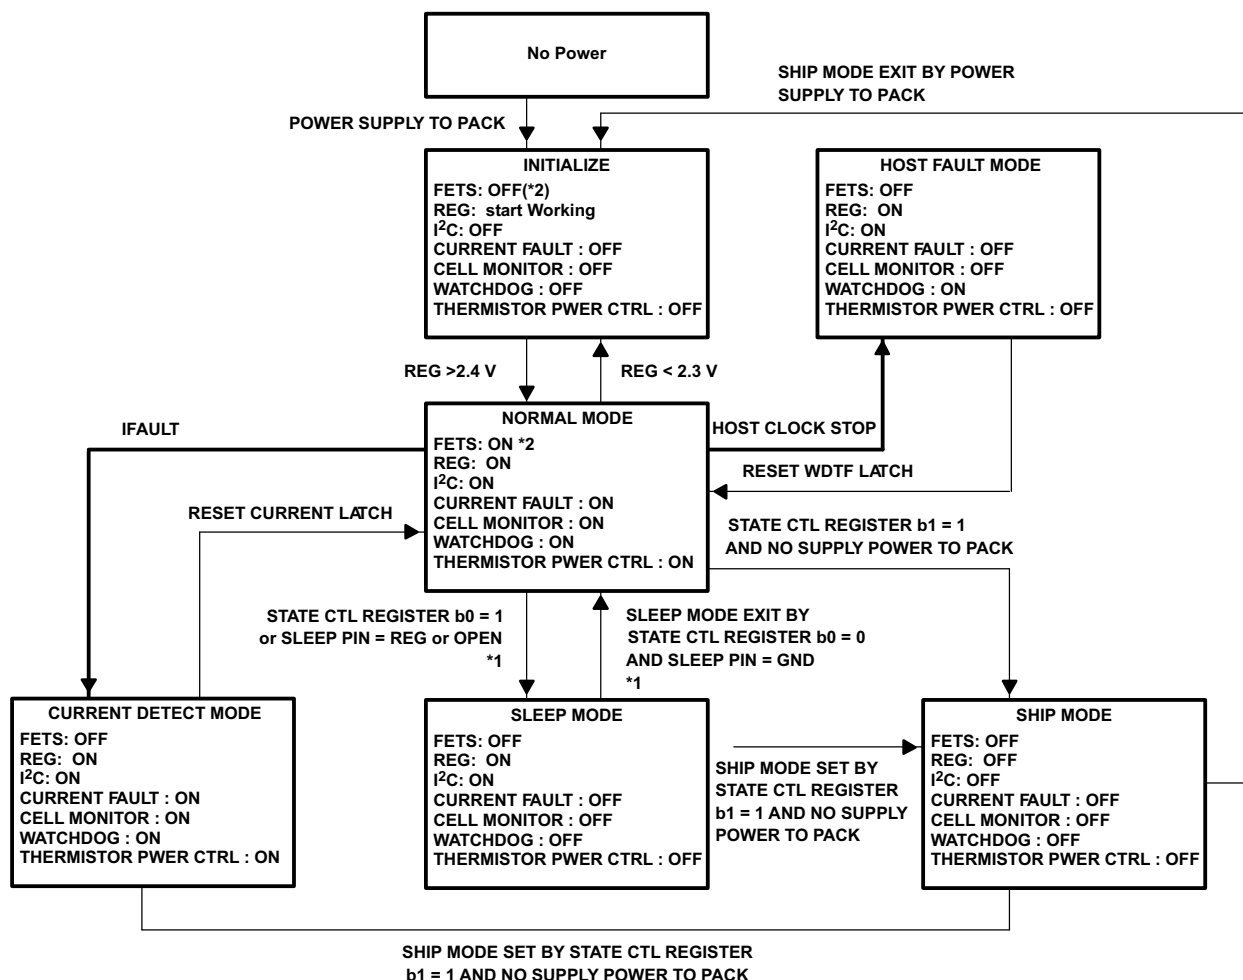 No Power
SHIP MODE EXIT BY POWER
SUPPLY TO PACK
POWER SUPPLY TO PACK
INITIALIZE
FETS: OFF(*2)
REG: start Working
I²C: OFF
CURRENT FAULT : OFF
CELL MONITOR : OFF
WATCHDOG : OFF
THERMISTOR PWER CTRL : OFF
HOST FAULT MODE
FETS: OFF
REG: ON
I²C: ON
CURRENT FAULT : OFF
CELL MONITOR : OFF
WATCHDOG : ON
THERMISTOR PWER CTRL : OFF
REG >2.4 V
REG < 2.3 V
IFAULT
NORMAL MODE
FETS: ON *2
REG: ON
I²C: ON
CURRENT FAULT : ON
CELL MONITOR : ON
WATCHDOG : ON
THERMISTOR PWER CTRL : ON
HOST CLOCK STOP
RESET WDTF LATCH
RESET CURRENT LATCH
STATE CTL REGISTER b1 = 1
AND NO SUPPLY POWER TO PACK
STATE CTL REGISTER b0 = 1
or SLEEP PIN = REG or OPEN
*1
SLEEP MODE EXIT BY
STATE CTL REGISTER b0 = 0
AND SLEEP PIN = GND
*1
CURRENT DETECT MODE
FETS: OFF
REG: ON
I²C: ON
CURRENT FAULT : ON
CELL MONITOR : ON
WATCHDOG : ON
THERMISTOR PWER CTRL : ON
SLEEP MODE
FETS: OFF
REG: ON
I²C: ON
CURRENT FAULT : OFF
CELL MONITOR : OFF
WATCHDOG : OFF
THERMISTOR PWER CTRL : OFF
SHIP MODE SET BY
STATE CTL REGISTER
b1 = 1 AND NO SUPPLY
POWER TO PACK
SHIP MODE
FETS: OFF
REG: OFF
I²C: OFF
CURRENT FAULT : OFF
CELL MONITOR : OFF
WATCHDOG : OFF
THERMISTOR PWER CTRL : OFF
SHIP MODE SET BY STATE CTL REGISTER
b1 = 1 AND NO SUPPLY POWER TO PACK